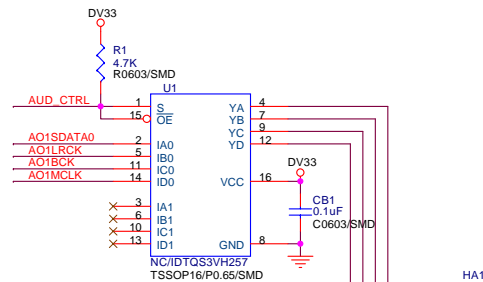 DV33
R1
4.7K
R0603/SMD
U1
AUD_CTRL 1 S YA 4
15 OE YB 7
YC 9
AO1SDATA0 2 IA0 YD 12
AO1LRCK 5 IB0 DV33
AO1BCK 11 IC0
AO1MCLK 14 ID0 VCC 16
CB1
3 IA1 0.1uF
6 IB1 C0603/SMD
10 IC1
13 ID1 GND 8
NC/IDTQS3VH257
TSSOP16/P0.65/SMD
HA1